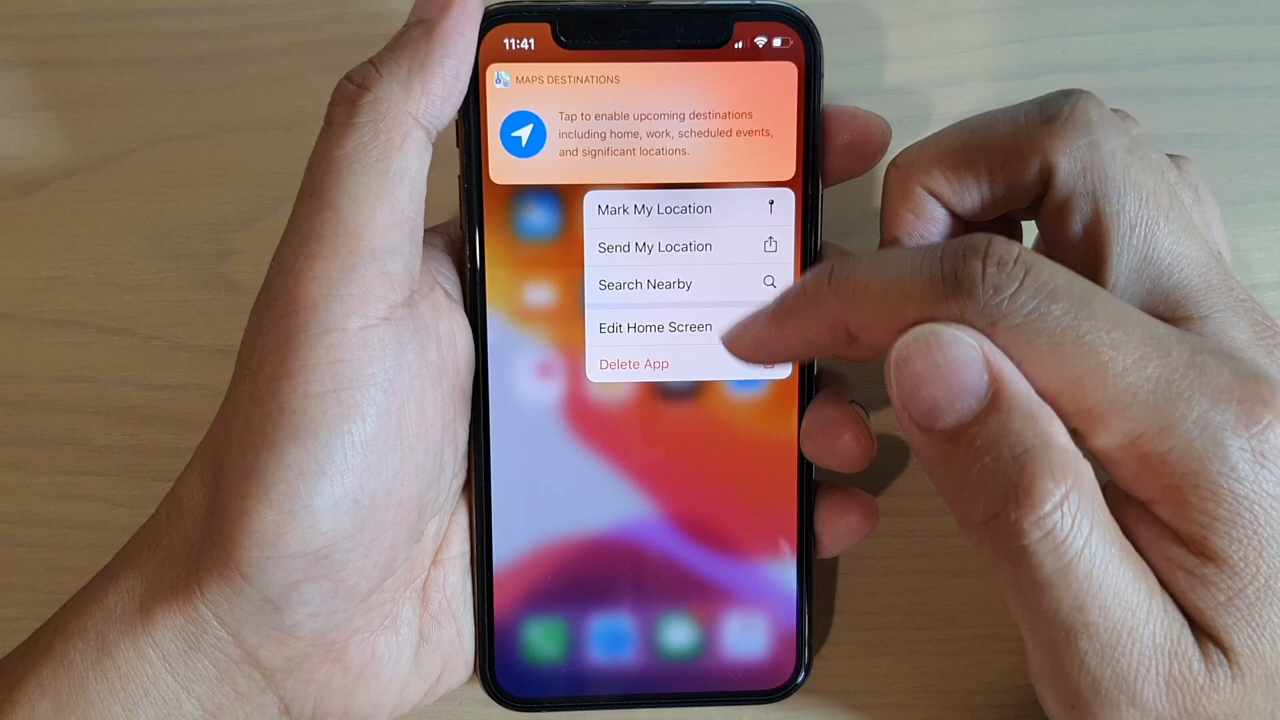 11:41
MAPS DESTINATIONS
Tap to enable upcoming destinations
including home, work, scheduled events,
and significant locations.
Mark My Location
Send My Location
Search Nearby
Edit Home Screen
Delete App